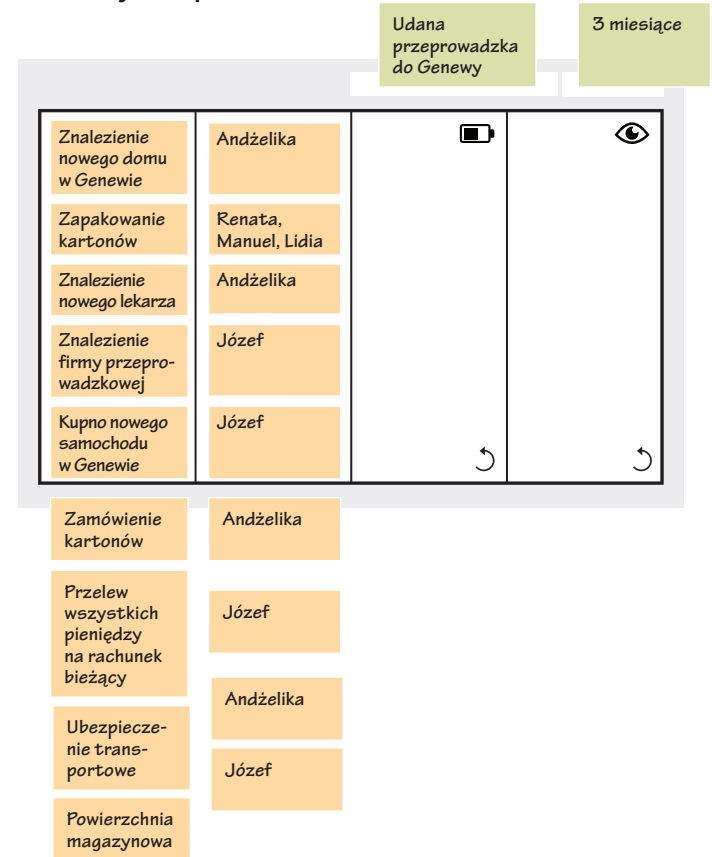 Udana
przeprowadzka
do Genewy
3 miesiące
Znalezienie
nowego domu
w Genewie
Andżelika
Zapakowanie
kartonów
Renata,
Manuel, Lidia
Znalezienie
nowego lekarza
Andżelika
Znalezienie
firmy przepro-
wadzkowej
Józef
Kupno nowego
samochodu
w Genewie
Józef
Zamówienie
kartonów
Andżelika
Przelew
wszystkich
pieniędzy
na rachunek
bieżący
Józef
Ubezpiecze-
nie trans-
portowe
Andżelika
Powierzchnia
magazynowa
Józef